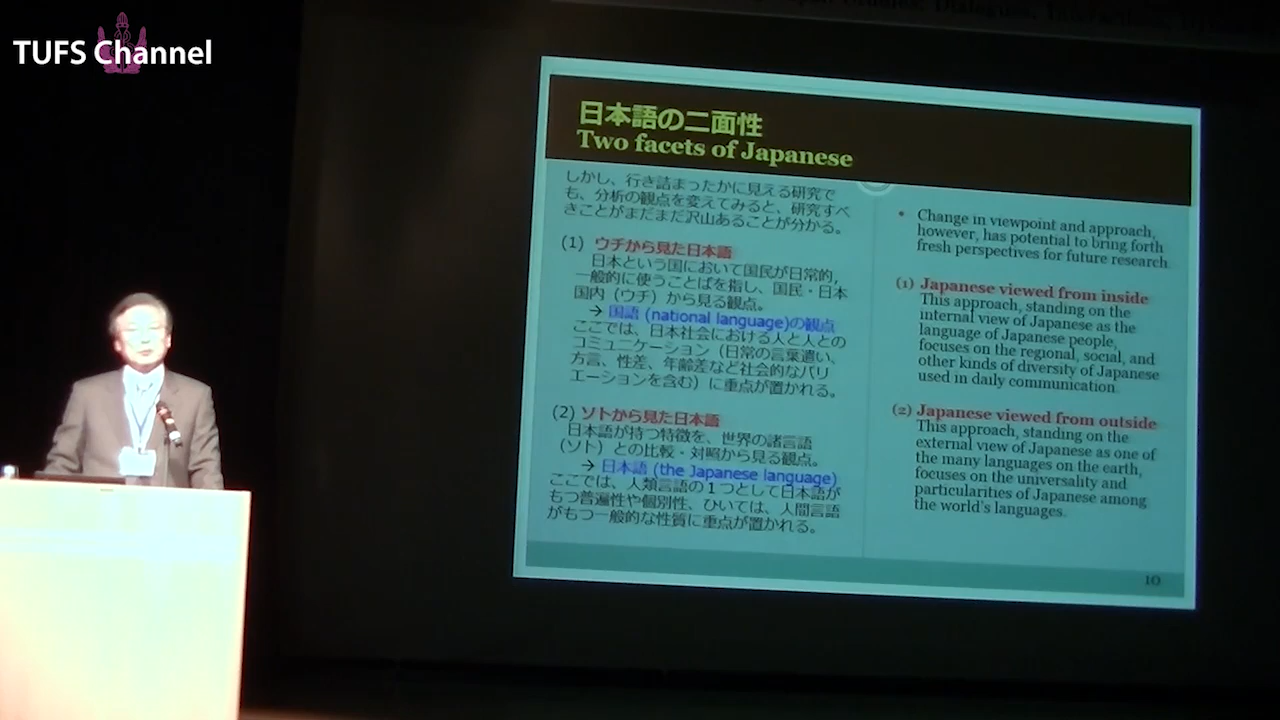 TUFS Channel
日本語の二面性
Two facets of Japanese
しかし、行き詰まったかに見える研究で
も、分析の観点を変えてみると、研究すべ
きことがまだまだ沢山あることが分かる。
(1) ウチから見た日本語
日本という国において国民が日常的,
一般的に使うことばを指し、国民・日本
国内（ウチ）から見る観点。
→ 国語 (national language)の観点
ここでは、日本社会における人と人との
コミュニケーション（日常の言葉遣い、
方言、性差、年齢差など社会的なバリ
エーションを含む）に重点が置かれる。
(2) ソトから見た日本語
日本語が持つ特徴を、世界の諸言語
（ソト）との比較・対照から見る観点。
→ 日本語 (the Japanese language)
ここでは、人類言語の１つとして日本語が
もつ普遍性や個別性、ひいては、人間言語
がもつ一般的な性質に重点が置かれる。
• Change in viewpoint and approach,
however, has potential to bring forth
fresh perspectives for future research
(1) Japanese viewed from inside
This approach, standing on the
internal view of Japanese as the
language of Japanese people,
focuses on the regional, social, and
other kinds of diversity of Japanese
used in daily communication.
(2) Japanese viewed from outside
This approach, standing on the
external view of Japanese as one of
the many languages on the earth,
focuses on the universality and
particularities of Japanese among
the world's languages.
10